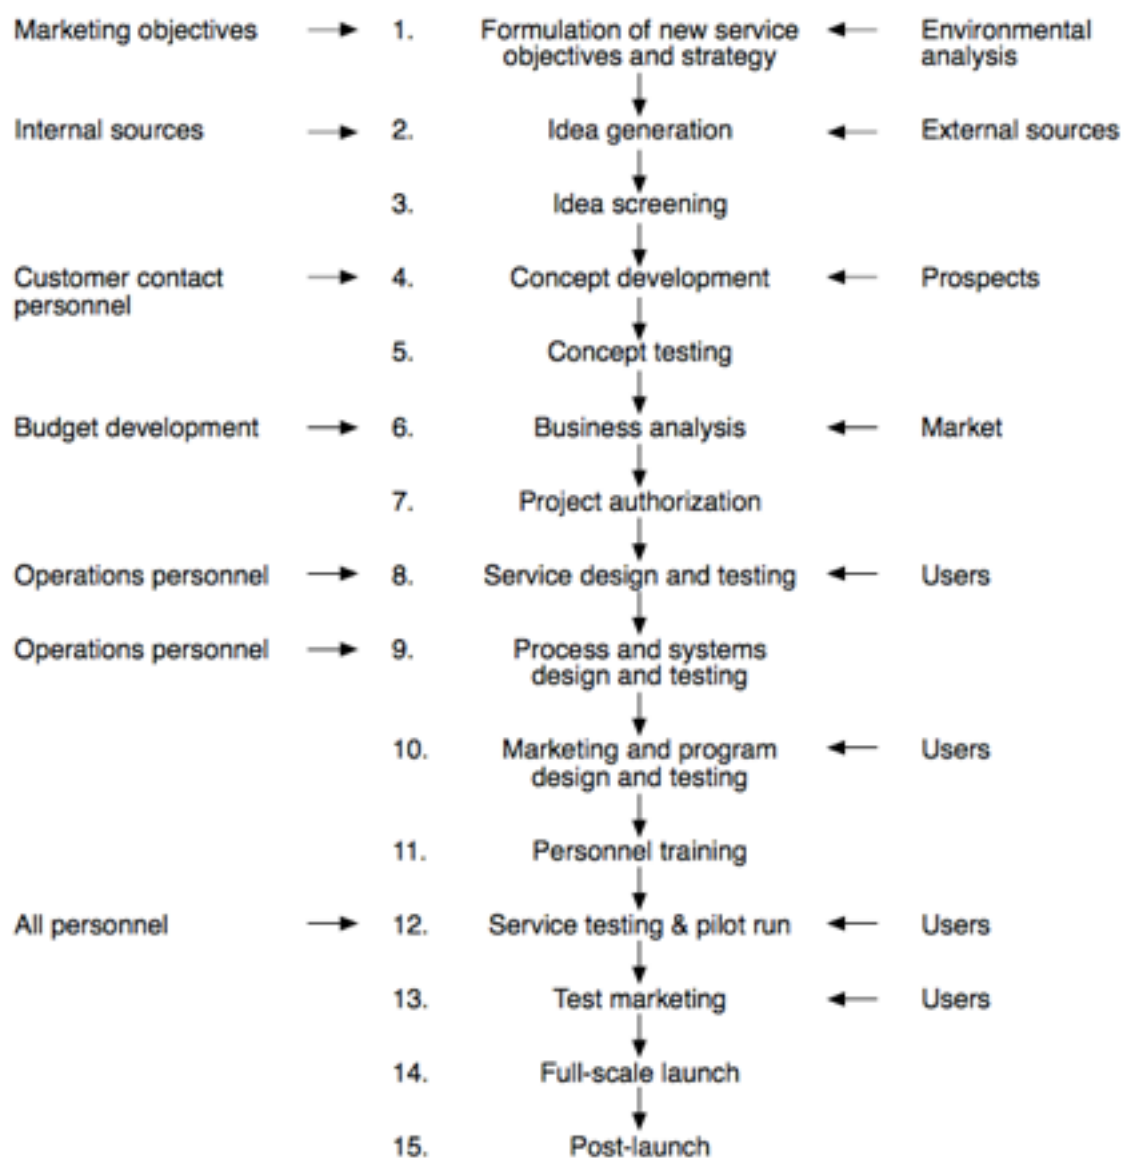 Marketing objectives 1. Formulation of new service Environmental
objectives and strategy analysis
Internal sources 2. Idea generation External sources
3. Idea screening
Customer contact 4. Concept development Prospects
personnel
5. Concept testing
Budget development 6. Business analysis Market
7. Project authorization
Operations personnel 8. Service design and testing Users
Operations personnel 9. Process and systems
design and testing
10. Marketing and program Users
design and testing
11. Personnel training
All personnel 12. Service testing & pilot run Users
13. Test marketing Users
14. Full-scale launch
15. Post-launch